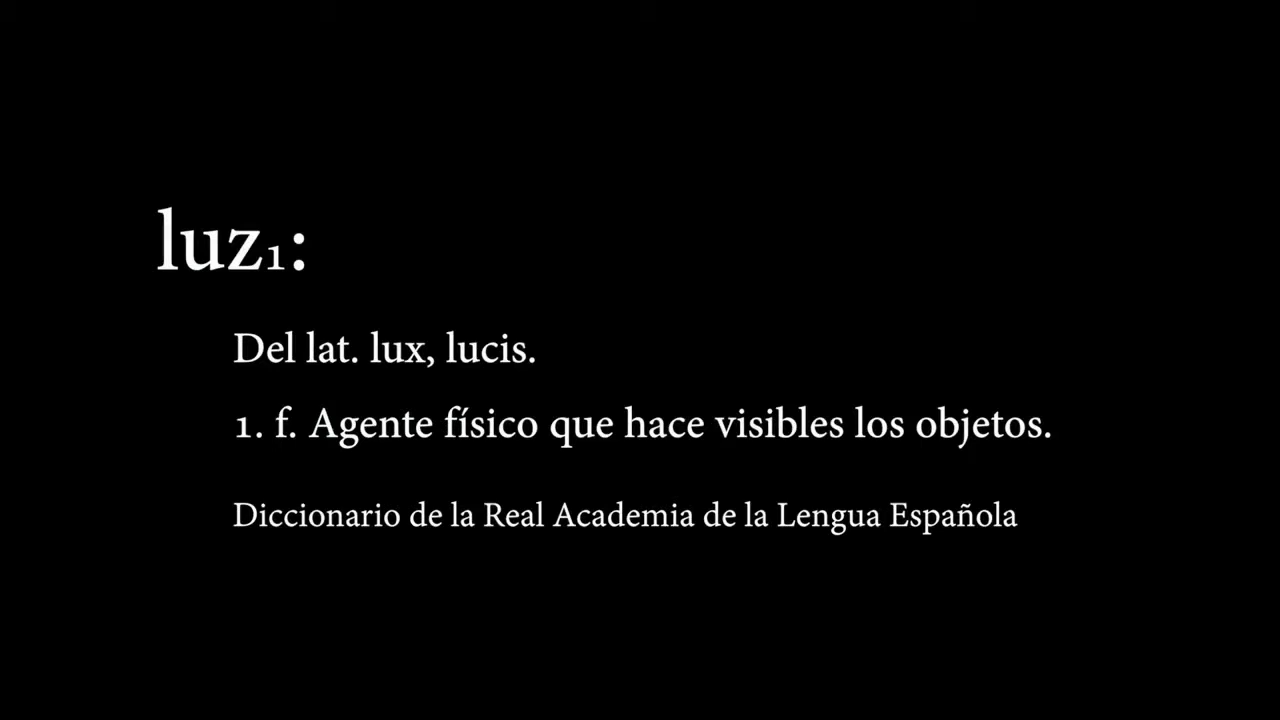 luz₁:
Del lat. lux, lucis.
1. f. Agente físico que hace visibles los objetos.
Diccionario de la Real Academia de la Lengua Española